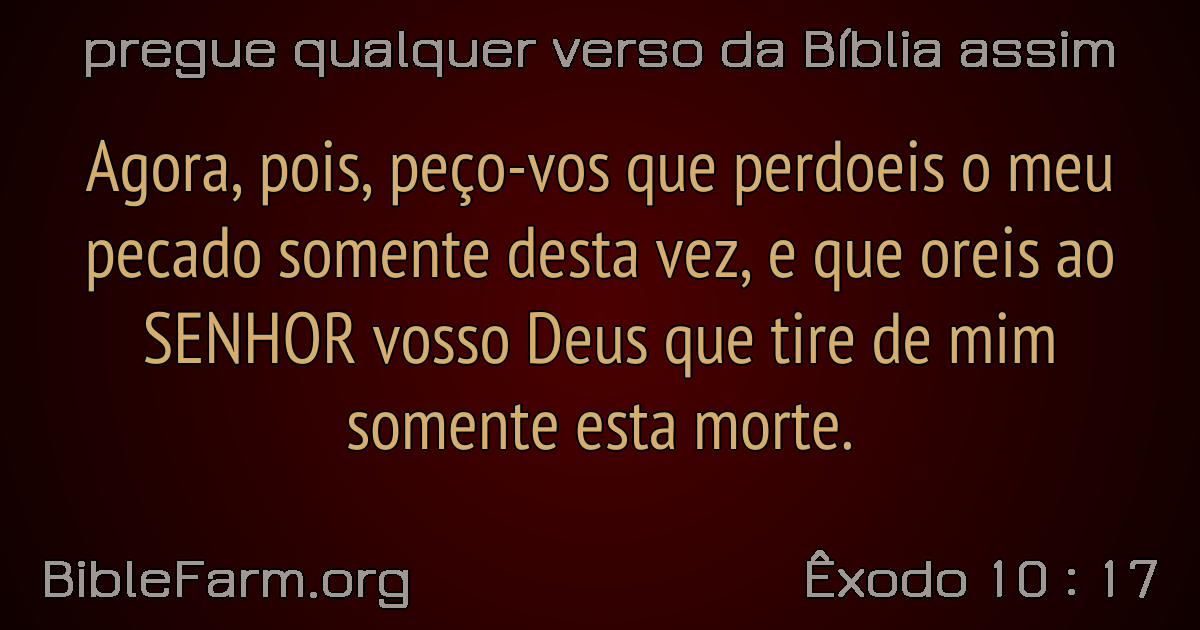 pregue qualquer verso da Bíblia assim
Agora, pois, peço-vos que perdoeis o meu
pecado somente desta vez, e que oreis ao
SENHOR vosso Deus que tire de mim
somente esta morte.
BibleFarm.org
Êxodo 10 : 17